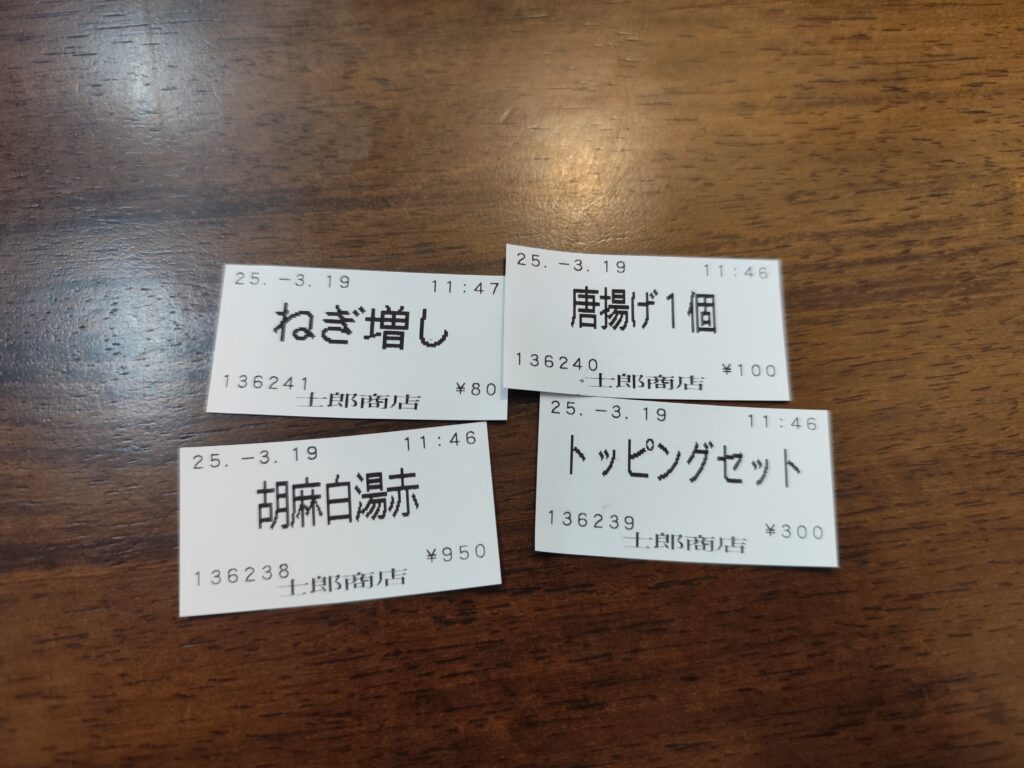 25.-3.19 11:47
ねぎ増し
136241 ¥80
士郎商店
25.-3.19 11:46
唐揚げ1個
136240 ¥100
士郎商店
25.-3.19 11:46
胡麻白湯赤
136238 ¥950
士郎商店
25.-3.19 11:46
トッピングセット
136239 ¥300
士郎商店